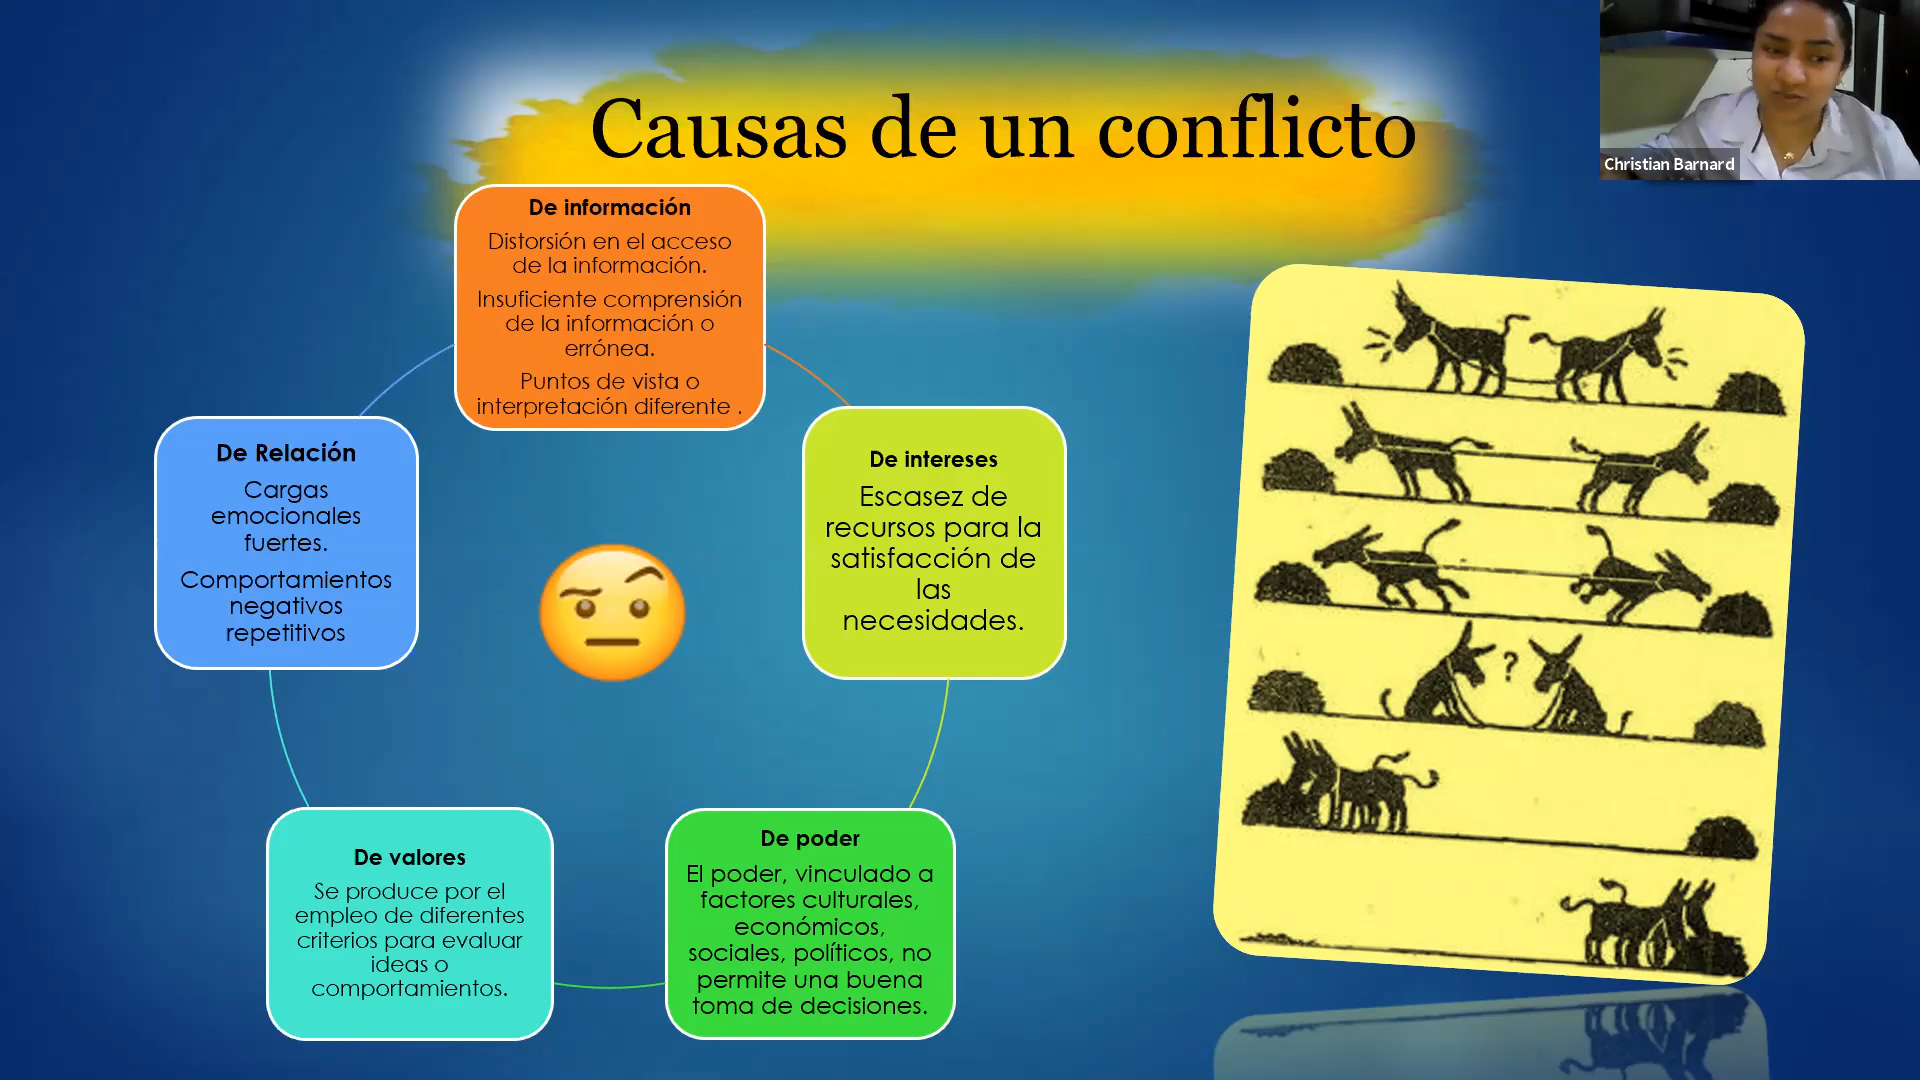 Causas de un conflicto
Christian Barnard
De información
Distorsión en el acceso
de la información.
Insuficiente comprensión
de la información o
errónea.
Puntos de vista o
interpretación diferente .
De intereses
Escasez de
recursos para la
satisfacción de
las
necesidades.
De poder
El poder, vinculado a
factores culturales,
económicos,
sociales, políticos, no
permite una buena
toma de decisiones.
De valores
Se produce por el
empleo de diferentes
criterios para evaluar
ideas o
comportamientos.
De Relación
Cargas
emocionales
fuertes.
Comportamientos
negativos
repetitivos
?